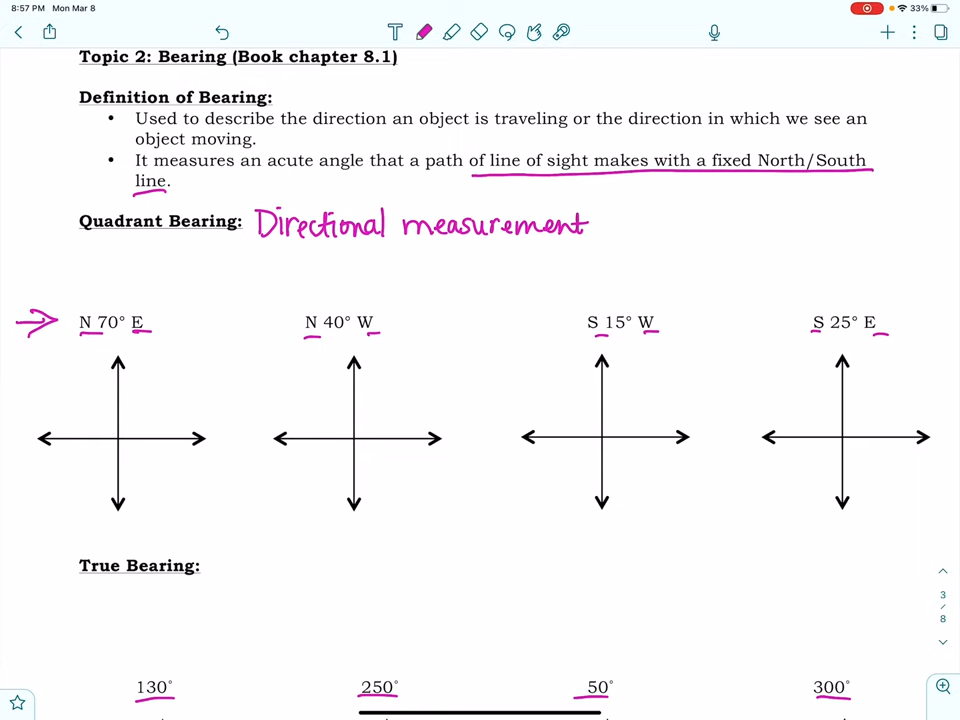 8:57 PM Mon Mar 8 33%
Topic 2: Bearing (Book chapter 8.1)
Definition of Bearing:
• Used to describe the direction an object is traveling or the direction in which we see an
object moving.
• It measures an acute angle that a path of line of sight makes with a fixed North/South
line.
Quadrant Bearing: Directional measurement
N 70° E N 40° W S 15° W S 25° E
True Bearing:
3
/
8
130° 250° 50° 300°